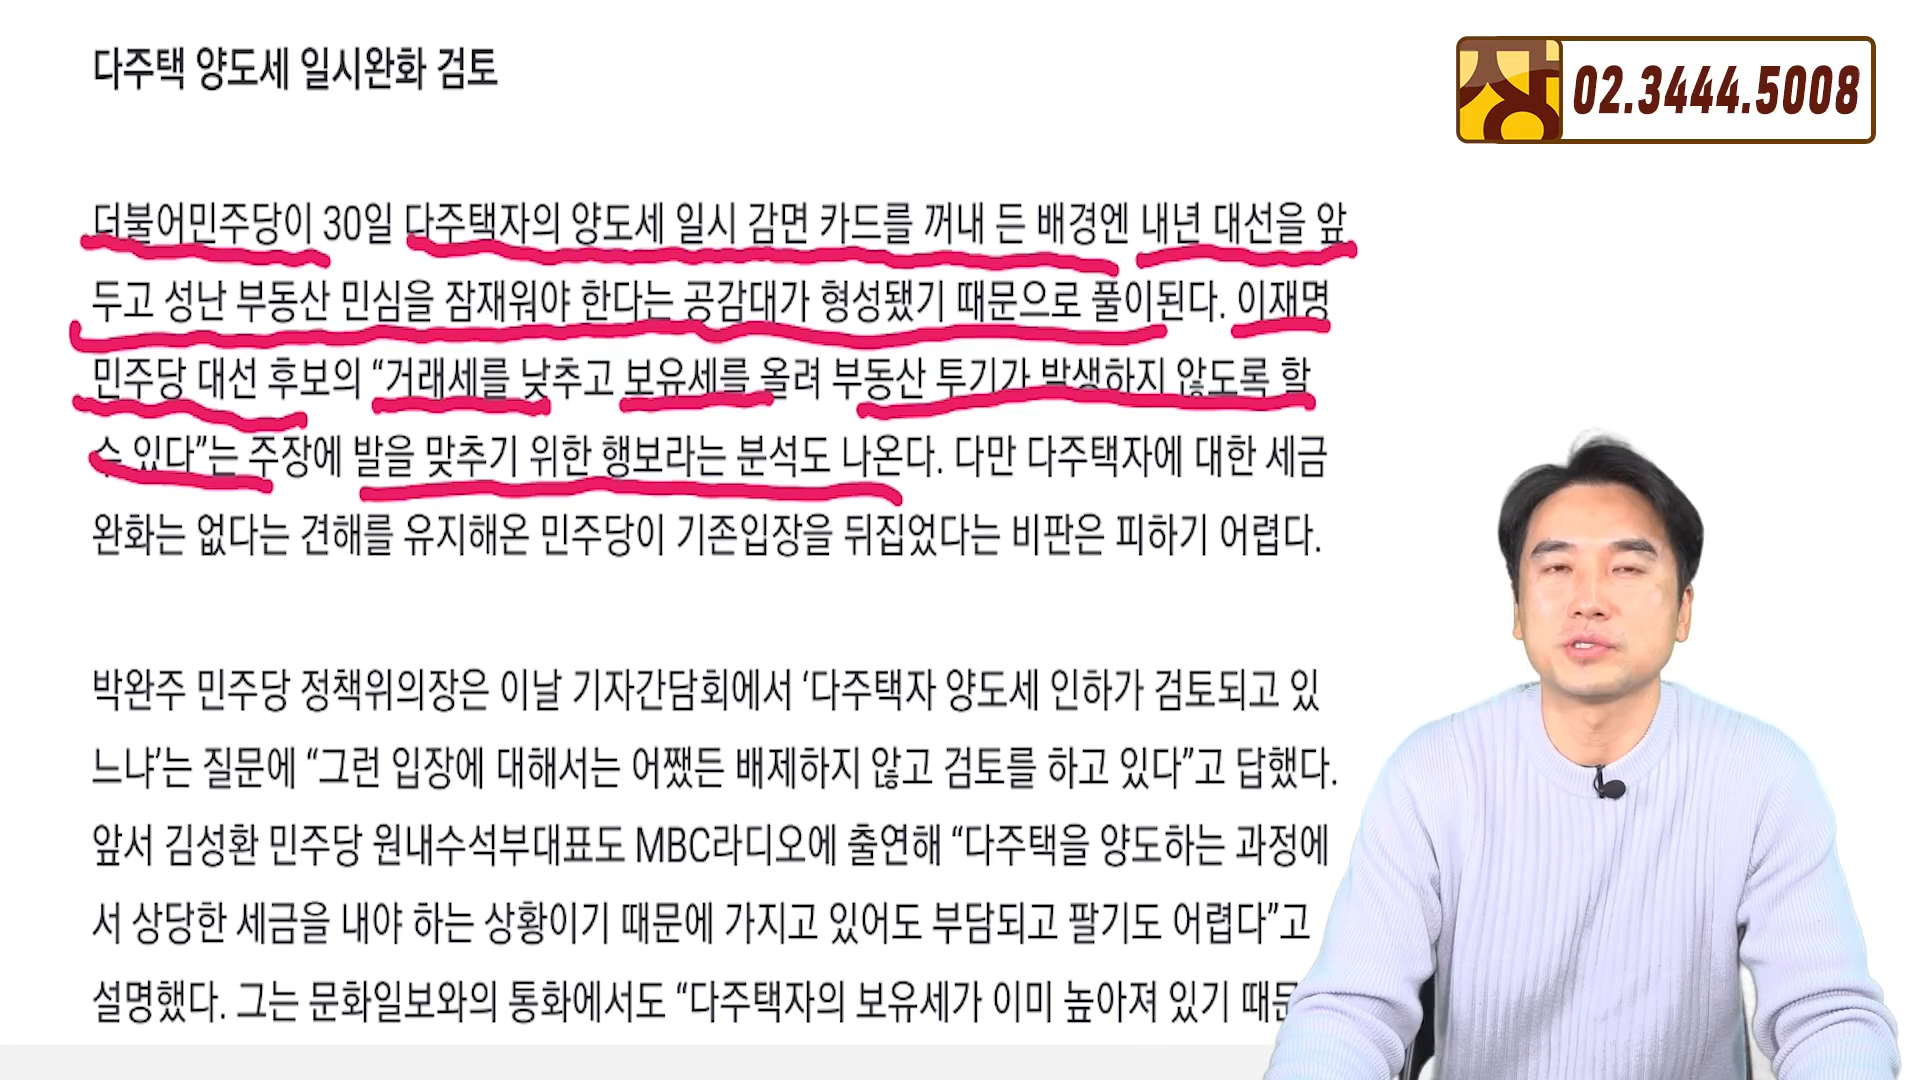 다주택 양도세 일시완화 검토
상 02.3444.5008
더불어민주당이 30일 다주택자의 양도세 일시 감면 카드를 꺼내 든 배경엔 내년 대선을 앞
두고 성난 부동산 민심을 잠재워야 한다는 공감대가 형성됐기 때문으로 풀이된다. 이재명
민주당 대선 후보의 “거래세를 낮추고 보유세를 올려 부동산 투기가 발생하지 않도록 할
수 있다”는 주장에 발을 맞추기 위한 행보라는 분석도 나온다. 다만 다주택자에 대한 세금
완화는 없다는 견해를 유지해온 민주당이 기존입장을 뒤집었다는 비판은 피하기 어렵다.
박완주 민주당 정책위의장은 이날 기자간담회에서 ‘다주택자 양도세 인하가 검토되고 있
느냐’는 질문에 “그런 입장에 대해서는 어쨌든 배제하지 않고 검토를 하고 있다”고 답했다.
앞서 김성환 민주당 원내수석부대표도 MBC라디오에 출연해 “다주택을 양도하는 과정에
서 상당한 세금을 내야 하는 상황이기 때문에 가지고 있어도 부담되고 팔기도 어렵다”고
설명했다. 그는 문화일보와의 통화에서도 “다주택자의 보유세가 이미 높아져 있기